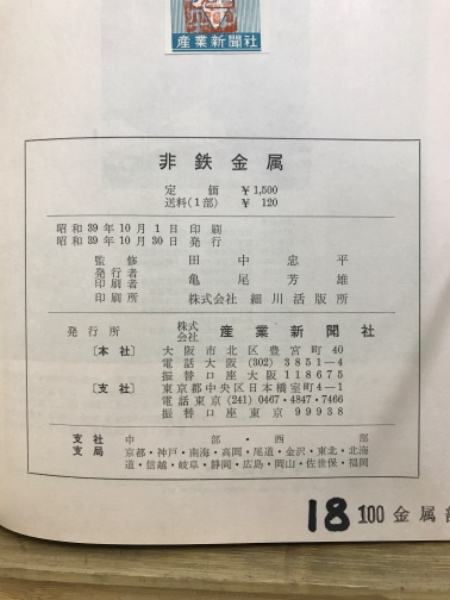 産業新聞社
非鉄金属
定価 ￥1,500
送料(1部) ￥ 120
昭和39年10月 1日 印刷
昭和39年10月30日 発行
監修 田中忠平
発行者
印刷者 亀尾芳雄
印刷所 株式会社 細川活版所
発行所 株式会社 産業新聞社
〔本社〕 大阪市北区豊宮町40
電話大阪 (302) 3851―4
振替口座大阪118675
〔支社〕 東京都中央区日本橋室町4―1
電話東京(241) 0467・4847・7466
振替口座東京99938
支社 中部・西部
支局 京都・神戸・南海・高岡・尾道・金沢・東北・北海
道・信越・岐阜・静岡・広島・岡山・佐世保・福岡
18 100 金属